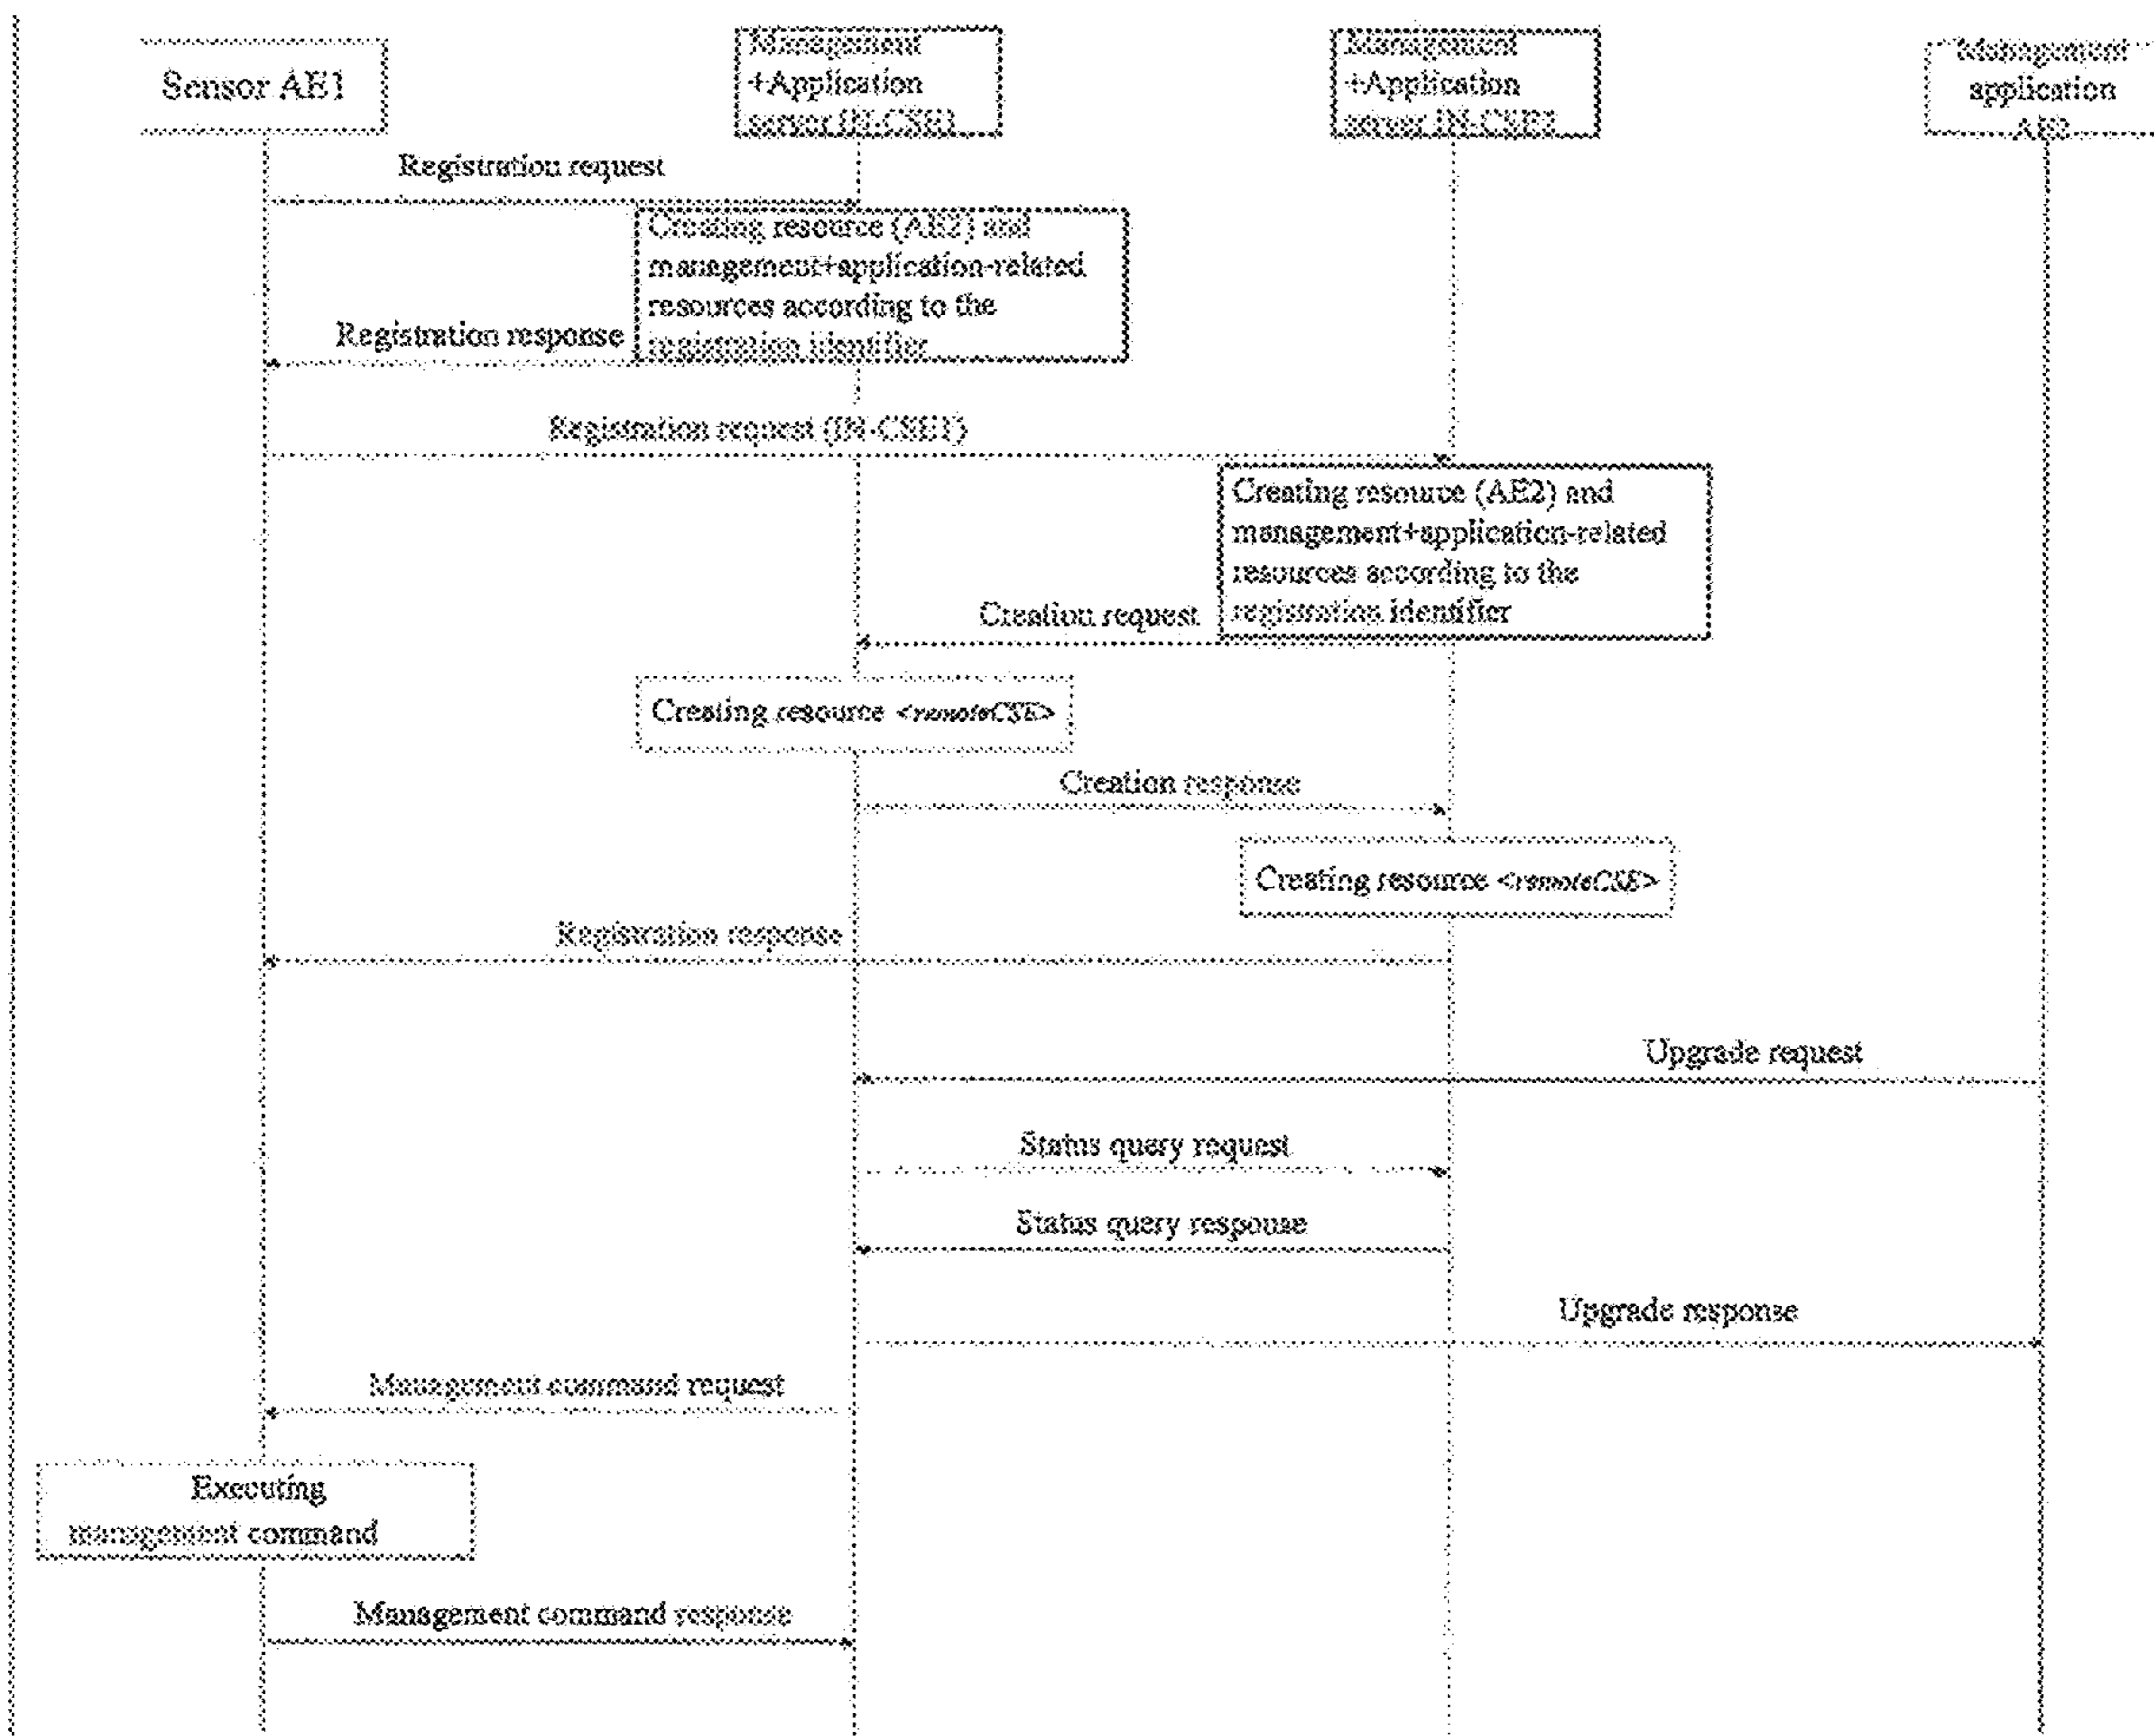 Sensor AE1
Management
+Application
server IN-CSE1
Management
+Application
server IN-CSE2
Management
application
Registration request
Creating resource (AE2) and
management+application-related
resources according to the
registration identifier
Registration response
Registration request (IN-CSE1)
Creating resource (AE2) and
management+application-related
resources according to the
registration identifier
Creation request
Creating resource <remoteCSE>
Creation response
Creating resource <remoteCSE>
Registration response
Upgrade request
Status query request
Status query response
Upgrade response
Management command request
Executing
management command
Management command response